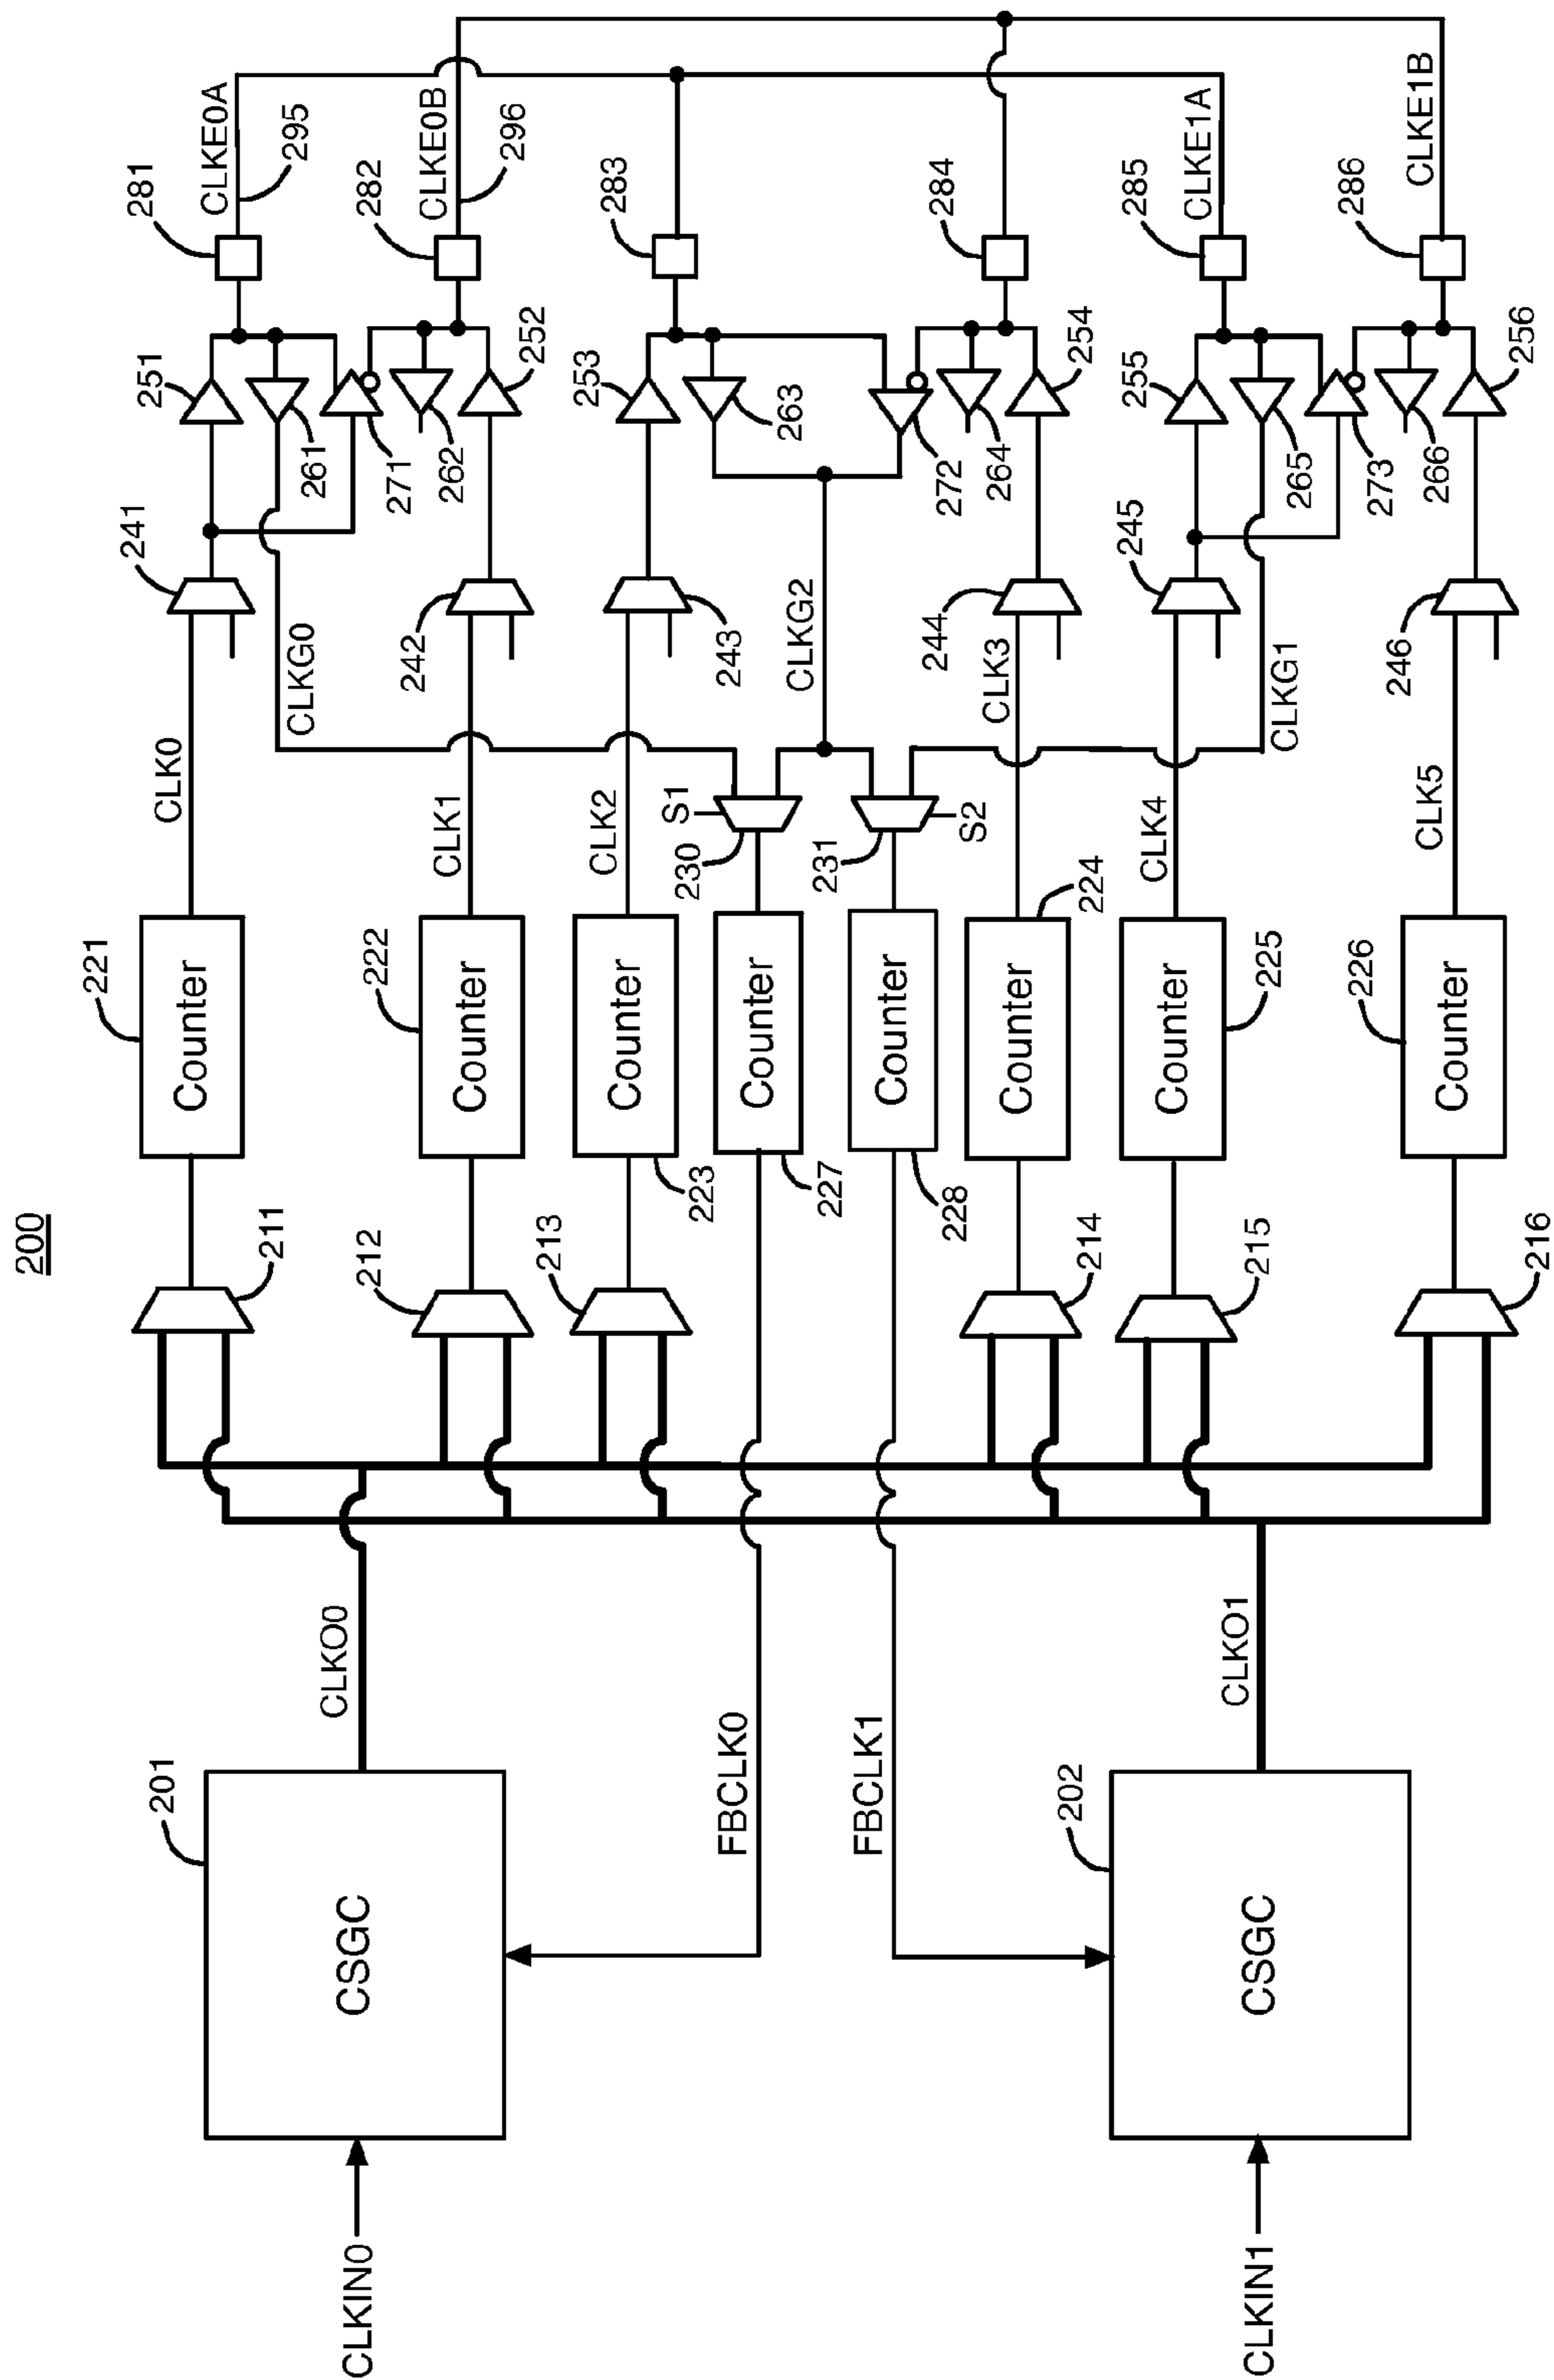 200
CLKIN0
CSGC
201
CLKO0
FBCLK0
CLKIN1
CSGC
202
CLKO1
FBCLK1
211
212
213
214
215
216
Counter
221
Counter
222
Counter
223
Counter
227
Counter
228
Counter
224
Counter
225
Counter
226
CLK0
CLK1
CLK2
S1
230
231
S2
CLK3
CLK4
CLK5
CLKG0
CLKG2
CLKG1
241
242
243
244
245
246
251
261
271
262
252
253
263
272
264
254
255
265
273
266
256
281
282
283
284
285
286
CLKE0A
295
CLKE0B
296
CLKE1A
CLKE1B